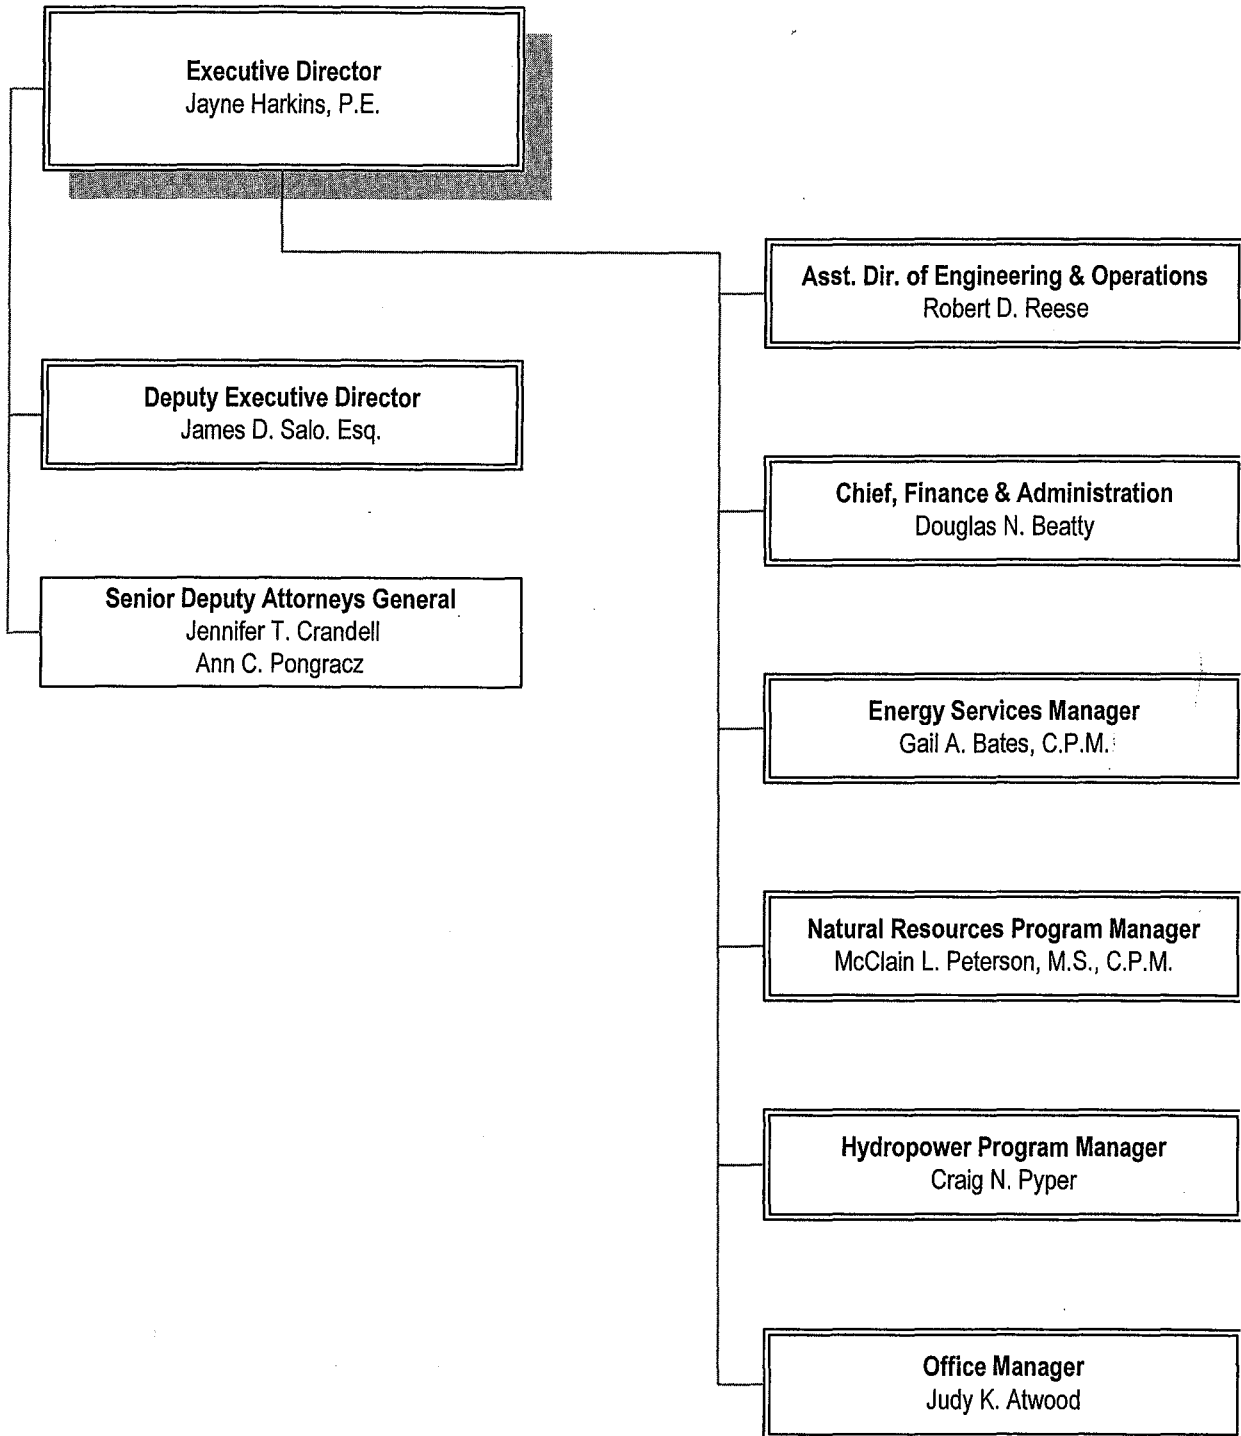 Executive Director
Jayne Harkins, P.E.
Deputy Executive Director
James D. Salo. Esq.
Senior Deputy Attorneys General
Jennifer T. Crandell
Ann C. Pongracz
Asst. Dir. of Engineering & Operations
Robert D. Reese
Chief, Finance & Administration
Douglas N. Beatty
Energy Services Manager
Gail A. Bates, C.P.M.
Natural Resources Program Manager
McClain L. Peterson, M.S., C.P.M.
Hydropower Program Manager
Craig N. Pyper
Office Manager
Judy K. Atwood